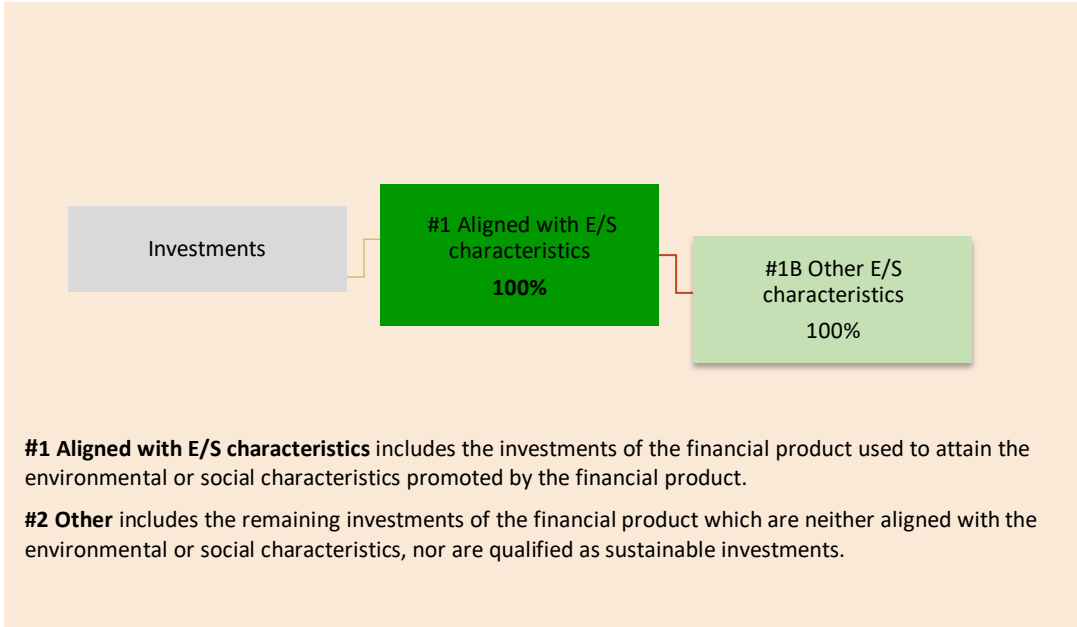 Investments
#1 Aligned with E/S
characteristics
100%
#1B Other E/S
characteristics
100%
#1 Aligned with E/S characteristics includes the investments of the financial product used to attain the
environmental or social characteristics promoted by the financial product.
#2 Other includes the remaining investments of the financial product which are neither aligned with the
environmental or social characteristics, nor are qualified as sustainable investments.